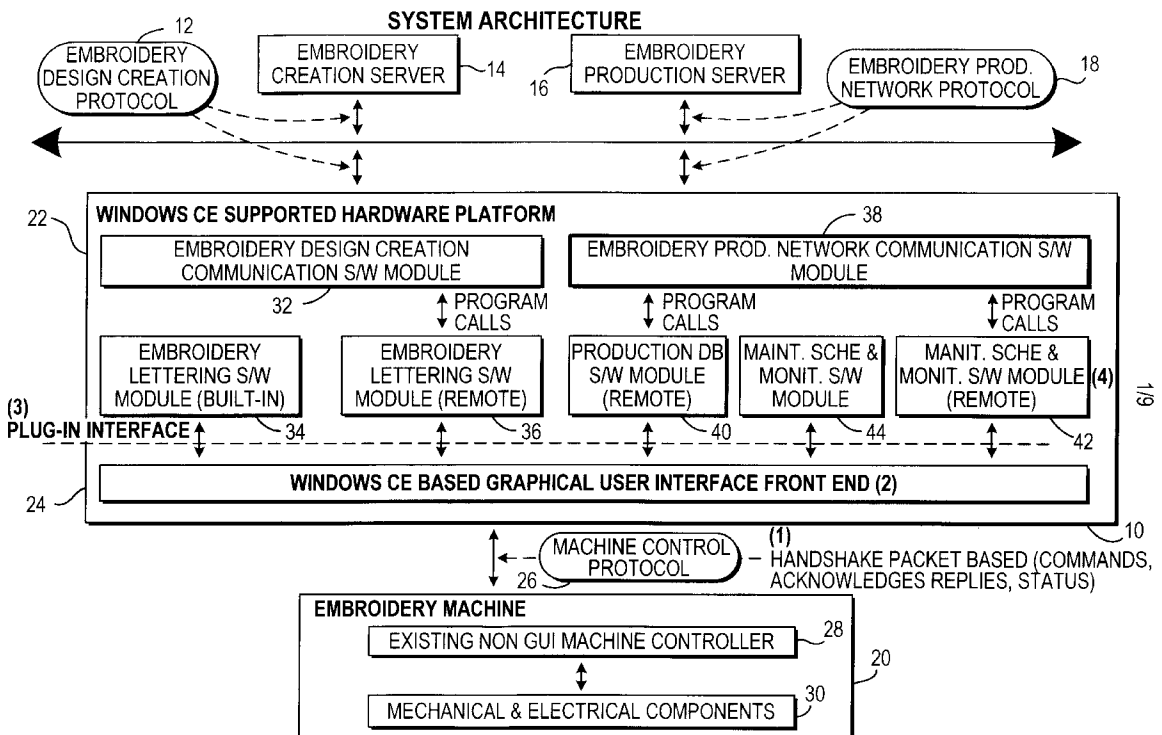 SYSTEM ARCHITECTURE
12
EMBROIDERY
DESIGN CREATION
PROTOCOL
EMBROIDERY
CREATION SERVER
14
16
EMBROIDERY
PRODUCTION SERVER
EMBROIDERY PROD.
NETWORK PROTOCOL
18
22
WINDOWS CE SUPPORTED HARDWARE PLATFORM
38
EMBROIDERY DESIGN CREATION
COMMUNICATION S/W MODULE
32
EMBROIDERY PROD. NETWORK COMMUNICATION S/W
MODULE
PROGRAM
CALLS
PROGRAM
CALLS
PROGRAM
CALLS
EMBROIDERY
LETTERING S/W
MODULE (BUILT-IN)
34
EMBROIDERY
LETTERING S/W
MODULE (REMOTE)
36
PRODUCTION DB
S/W MODULE
(REMOTE)
40
MAINT. SCHE &
MONIT. S/W
MODULE
44
MANIT. SCHE &
MONIT. S/W MODULE
(REMOTE)
(4)
42
1/9
(3)
PLUG-IN INTERFACE
24
WINDOWS CE BASED GRAPHICAL USER INTERFACE FRONT END (2)
10
MACHINE CONTROL
PROTOCOL
26
(1)
HANDSHAKE PACKET BASED (COMMANDS,
ACKNOWLEDGES REPLIES, STATUS)
EMBROIDERY MACHINE
EXISTING NON GUI MACHINE CONTROLLER
28
20
MECHANICAL & ELECTRICAL COMPONENTS
30